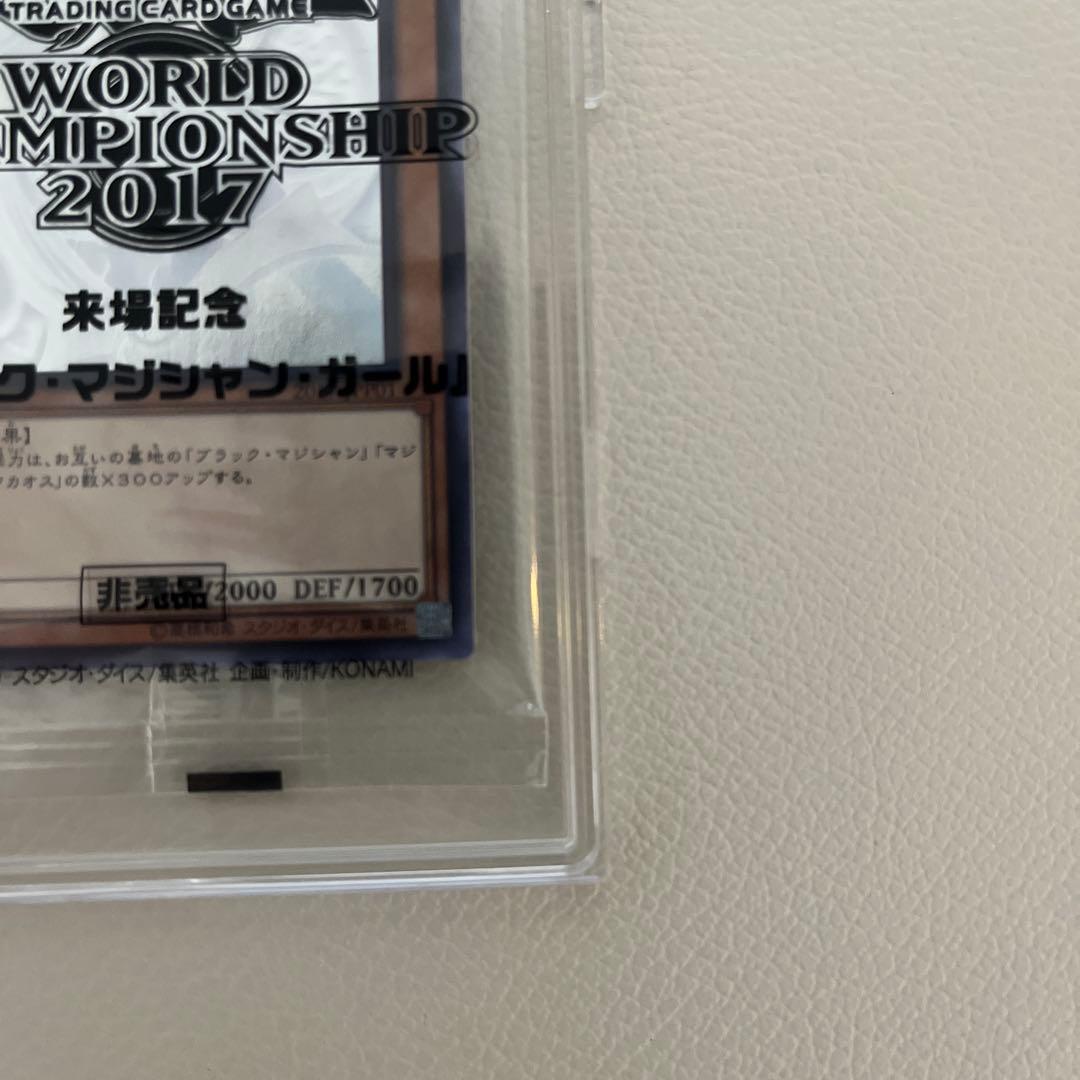 TRADING CARD GAME
WORLD
MPIONSHIP
2017
来場記念
ク・マジシャン・ガール』
果】
力は、お互いの墓地の「ブラック・マジシャン」「マジ
カオス」の数×300アップする。
非売品 /2000 DEF/1700
スタジオ・ダイス/集英社
スタジオ・ダイス/集英社 企画・制作/KONAMI